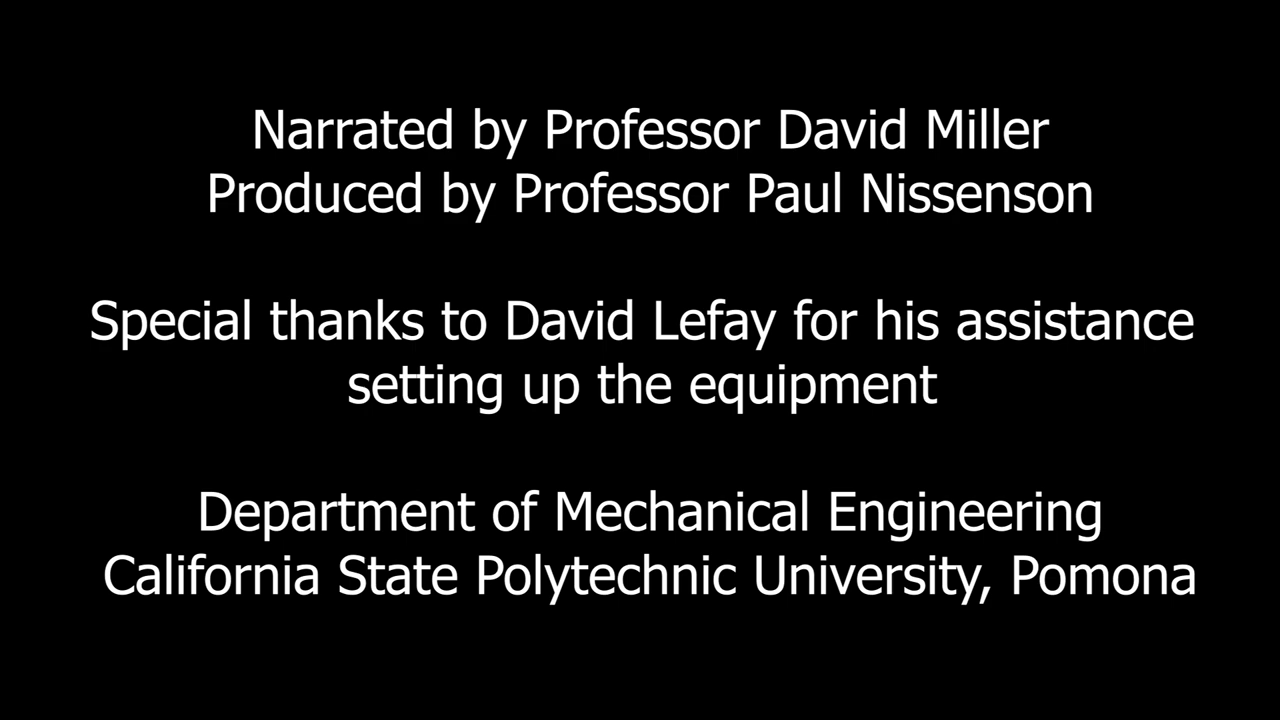 Narrated by Professor David Miller
Produced by Professor Paul Nissenson
Special thanks to David Lefay for his assistance
setting up the equipment
Department of Mechanical Engineering
California State Polytechnic University, Pomona